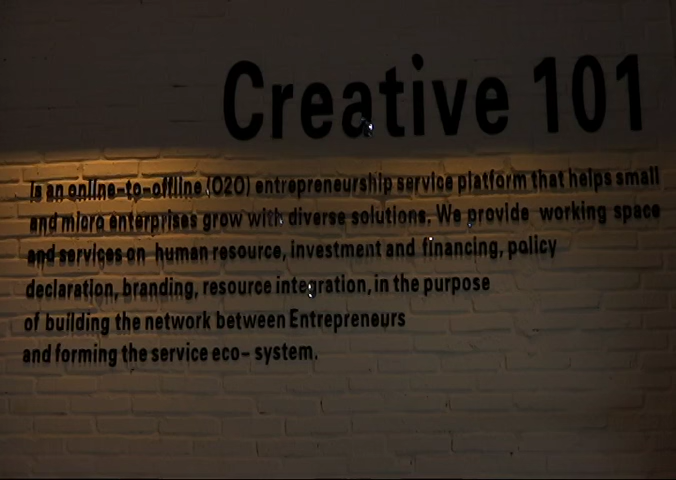 Creative 101
Is an online-to-offline (O2O) entrepreneurship service platform that helps small
and micro enterprises grow with diverse solutions. We provide working space
and services on human resource, investment and financing, policy
declaration, branding, resource integration, in the purpose
of building the network between Entrepreneurs
and forming the service eco- system.